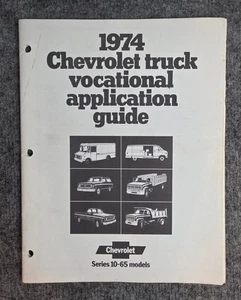 1974
Chevrolet truck
vocational
application
guide
Chevrolet
Series 10-65 models